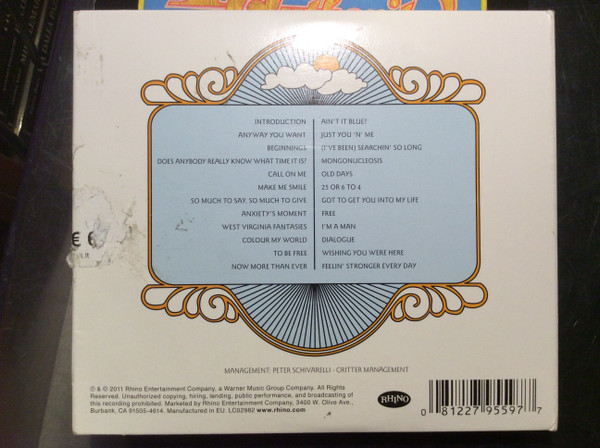 INTRODUCTION
ANYWAY YOU WANT
BEGINNINGS
DOES ANYBODY REALLY KNOW WHAT TIME IT IS?
CALL ON ME
MAKE ME SMILE
SO MUCH TO SAY, SO MUCH TO GIVE
ANXIETY'S MOMENT
WEST VIRGINIA FANTASIES
COLOUR MY WORLD
TO BE FREE
NOW MORE THAN EVER
AIN'T IT BLUE?
JUST YOU 'N' ME
(I'VE BEEN) SEARCHIN' SO LONG
MONGONUCLEOSIS
OLD DAYS
25 OR 6 TO 4
GOT TO GET YOU INTO MY LIFE
FREE
I'M A MAN
DIALOGUE
WISHING YOU WERE HERE
FEELIN' STRONGER EVERY DAY
€ 6
MANAGEMENT: PETER SCHIVARELLI - CRITTER MANAGEMENT
℗ & © 2011 Rhino Entertainment Company, a Warner Music Group Company. All Rights
Reserved. Unauthorized copying, hiring, lending, public performance, and broadcasting of
this recording prohibited. Marketed by Rhino Entertainment Company, 3400 W. Olive Ave.,
Burbank, CA 91505-4614. Manufactured in EU. LC02982 www.rhino.com
RHINO
0 81227 95597 7